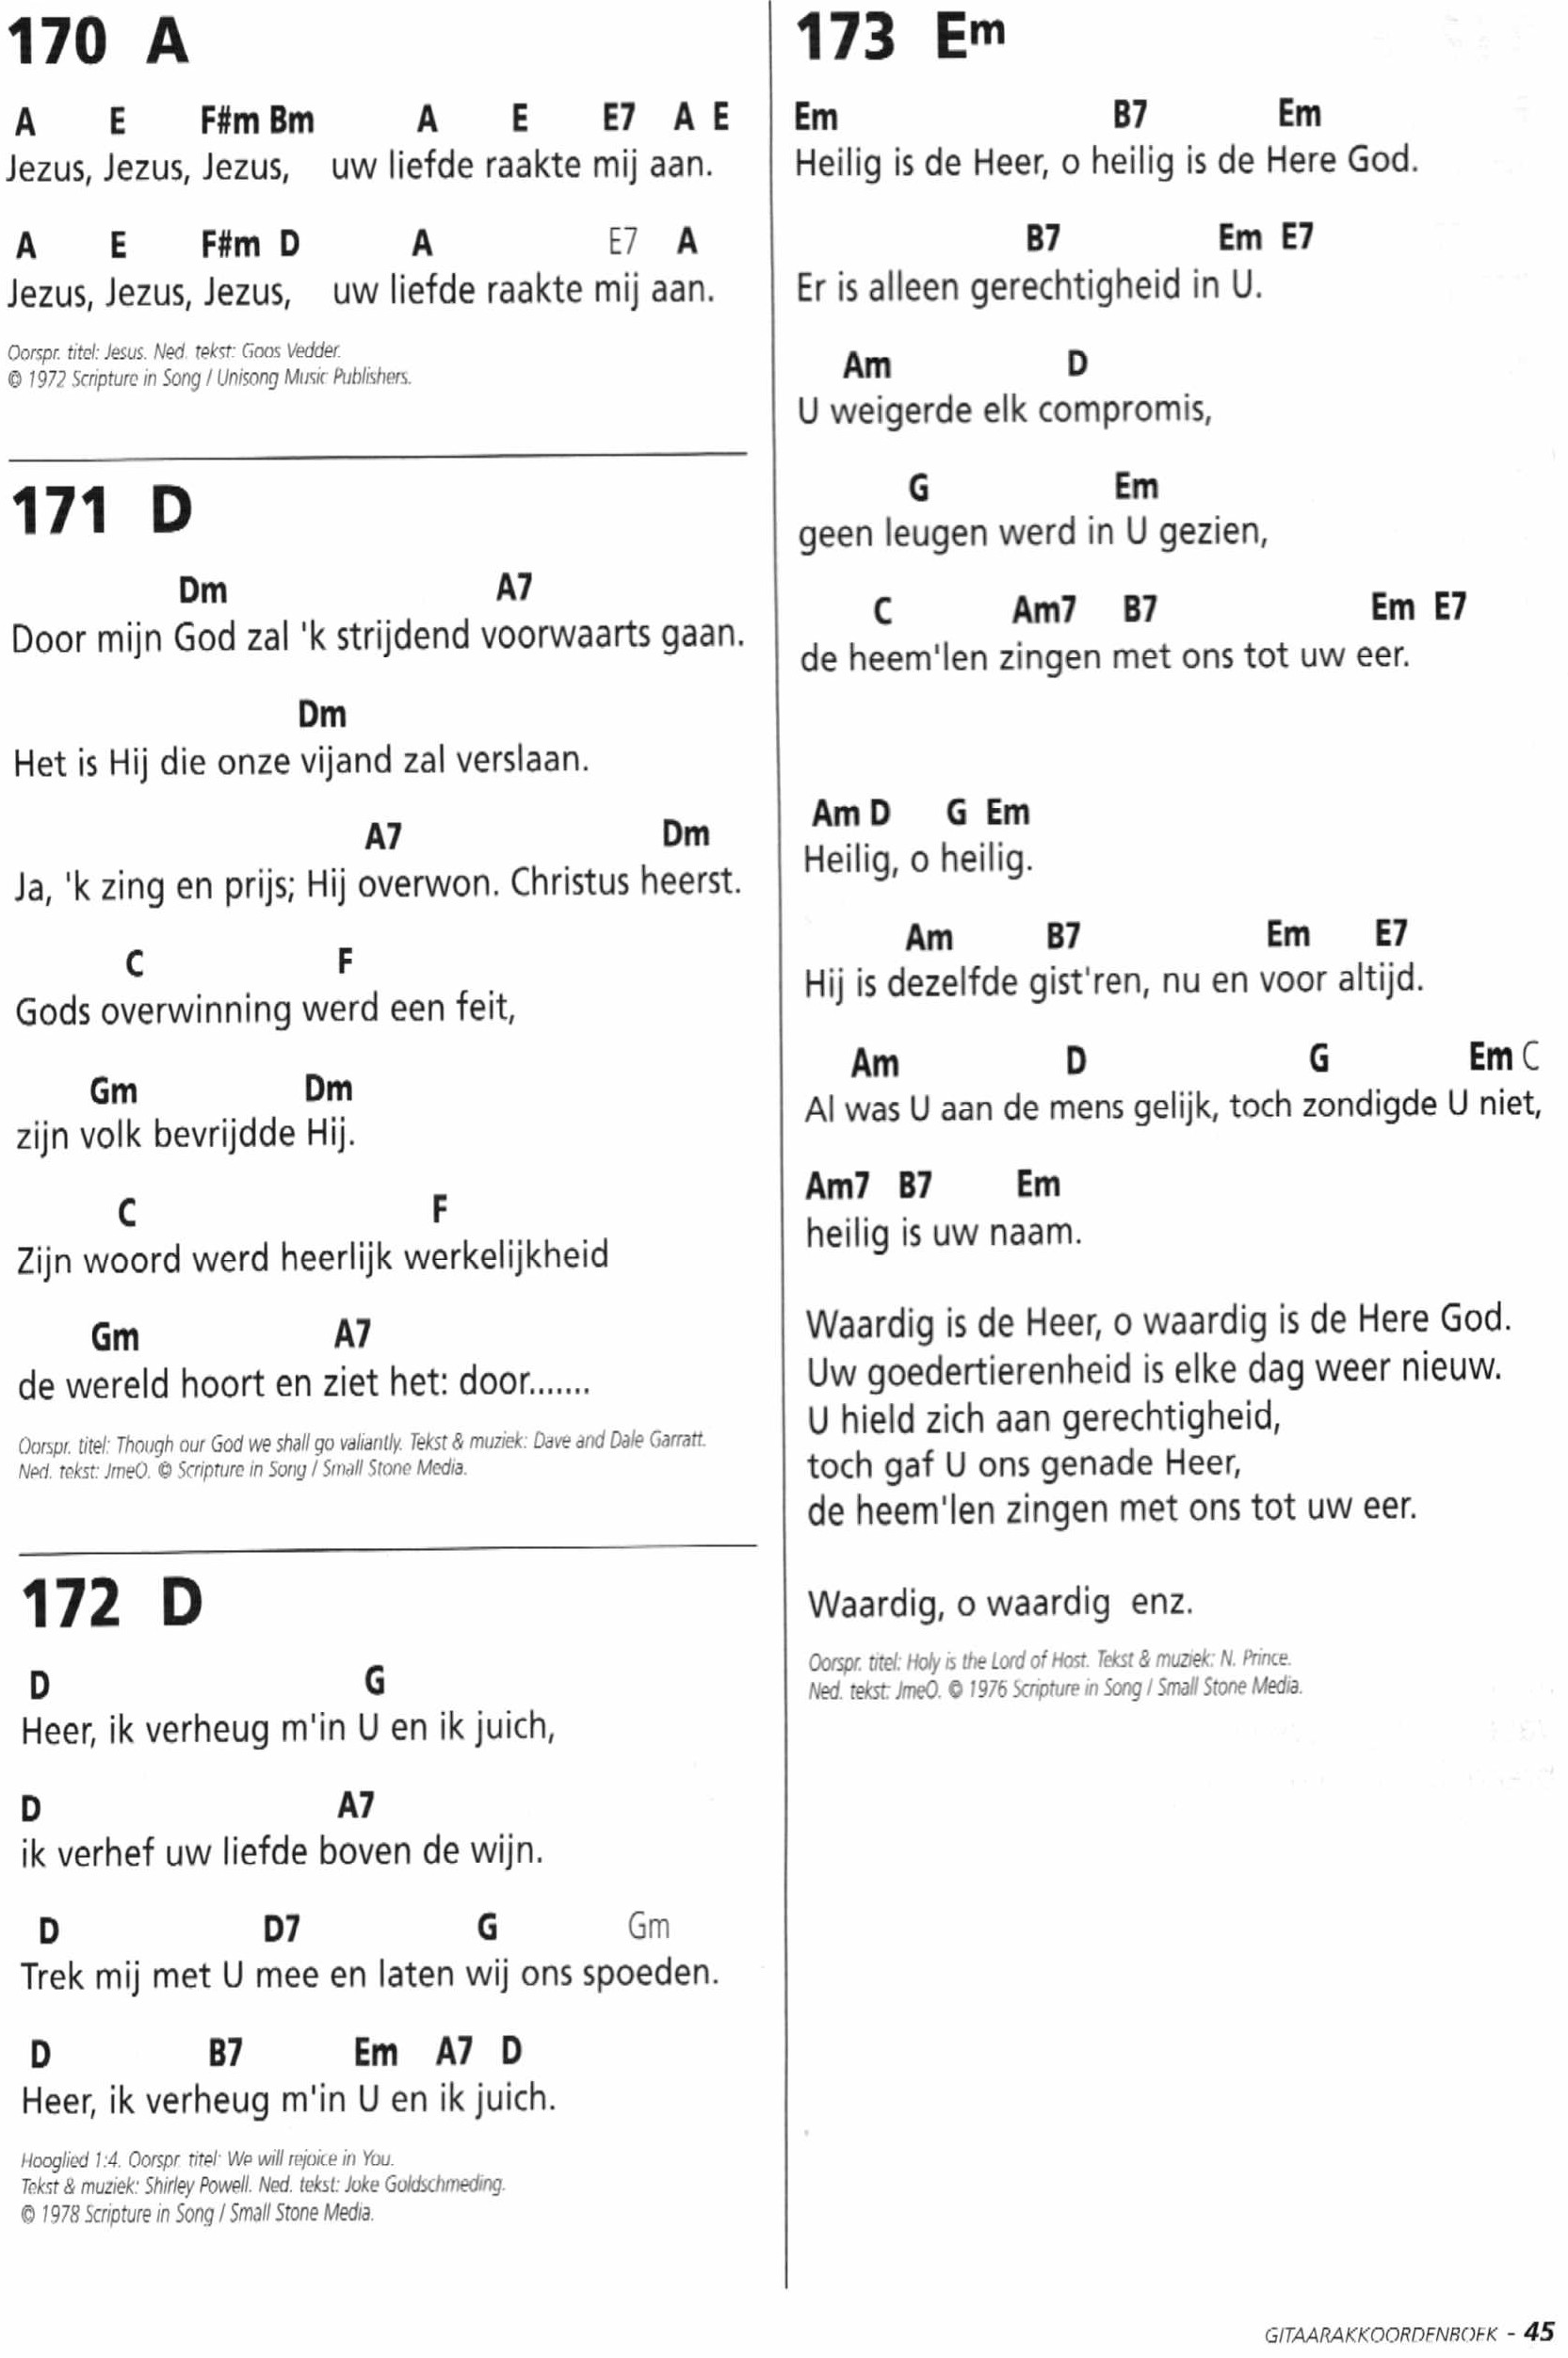 170 A
A E F#m Bm A E E7 A E
Jezus, Jezus, Jezus, uw liefde raakte mij aan.
A E F#m D A E7 A
Jezus, Jezus, Jezus, uw liefde raakte mij aan.
Oorspr. titel: Jesus. Ned. tekst: Goos Vedder.
© 1972 Scripture in Song / Unisong Music Publishers.
171 D
Dm A7
Door mijn God zal 'k strijdend voorwaarts gaan.
Dm
Het is Hij die onze vijand zal verslaan.
A7 Dm
Ja, 'k zing en prijs; Hij overwon. Christus heerst.
C F
Gods overwinning werd een feit,
Gm Dm
zijn volk bevrijdde Hij.
C F
Zijn woord werd heerlijk werkelijkheid
Gm A7
de wereld hoort en ziet het: door.......
Oorspr. titel: Though our God we shall go valiantly. Tekst & muziek: Dave and Dale Garratt.
Ned. tekst: JmeO. © Scripture in Song / Small Stone Media.
172 D
D G
Heer, ik verheug m'in U en ik juich,
D A7
ik verhef uw liefde boven de wijn.
D D7 G Gm
Trek mij met U mee en laten wij ons spoeden.
D B7 Em A7 D
Heer, ik verheug m'in U en ik juich.
Hooglied 1:4. Oorspr. titel: We will rejoice in You.
Tekst & muziek: Shirley Powell. Ned. tekst: Joke Goldschmeding.
© 1978 Scripture in Song / Small Stone Media.
173 Em
Em B7 Em
Heilig is de Heer, o heilig is de Here God.
B7 Em E7
Er is alleen gerechtigheid in U.
Am D
U weigerde elk compromis,
G Em
geen leugen werd in U gezien,
C Am7 B7 Em E7
de heem'len zingen met ons tot uw eer.
Am D G Em
Heilig, o heilig.
Am B7 Em E7
Hij is dezelfde gist'ren, nu en voor altijd.
Am D G Em C
Al was U aan de mens gelijk, toch zondigde U niet,
Am7 B7 Em
heilig is uw naam.
Waardig is de Heer, o waardig is de Here God.
Uw goedertierenheid is elke dag weer nieuw.
U hield zich aan gerechtigheid,
toch gaf U ons genade Heer,
de heem'len zingen met ons tot uw eer.
Waardig, o waardig enz.
Oorspr. titel: Holy is the Lord of Host. Tekst & muziek: N. Prince.
Ned. tekst: JmeO. © 1976 Scripture in Song / Small Stone Media.
GITAARAKKOORDENBOEK - 45